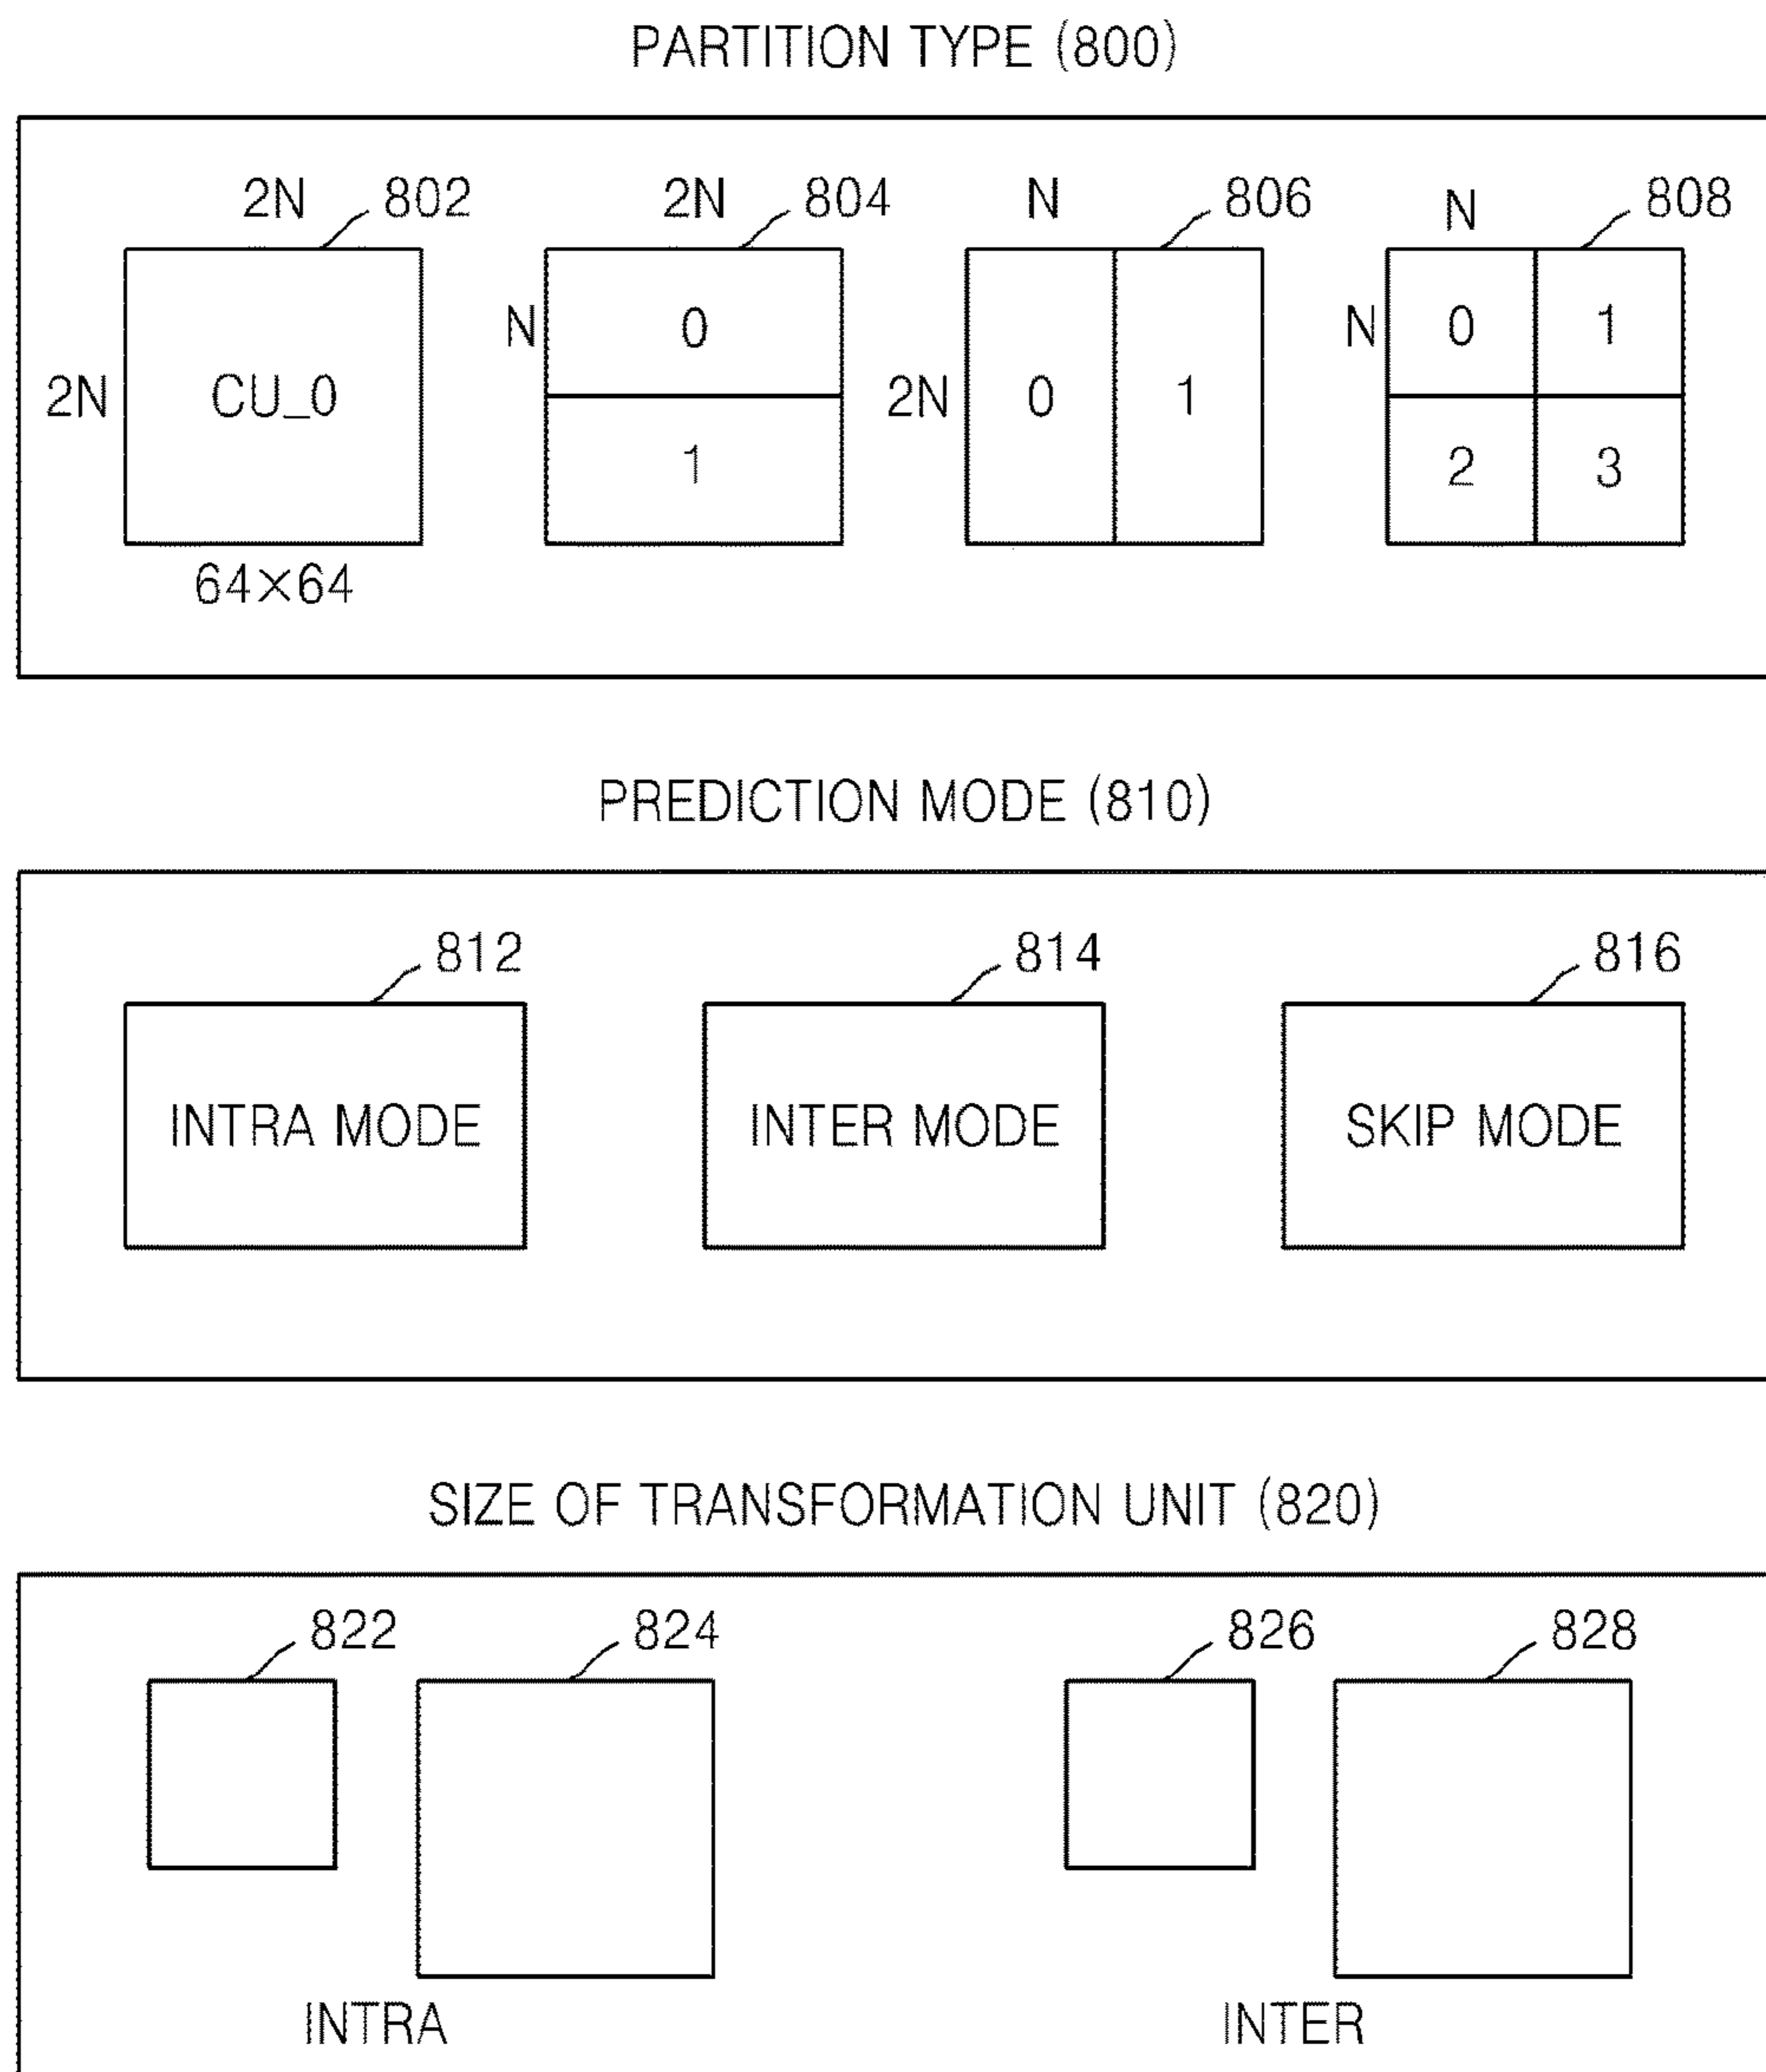 PARTITION TYPE (800)
2N 802 2N 804 N 806 N 808
N 0 N 0 1
2N CU_0 2N 0 1
1 2 3
64×64
PREDICTION MODE (810)
812 814 816
INTRA MODE INTER MODE SKIP MODE
SIZE OF TRANSFORMATION UNIT (820)
822 824 826 828
INTRA INTER